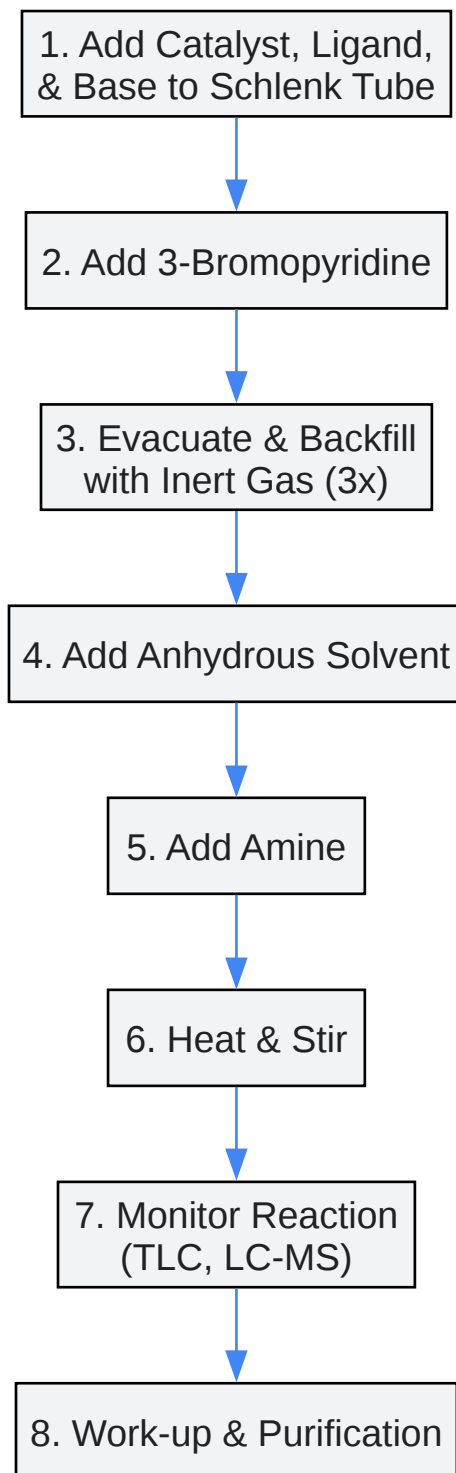 1. Add Catalyst, Ligand,
& Base to Schlenk Tube
2. Add 3-Bromopyridine
3. Evacuate & Backfill
with Inert Gas (3x)
4. Add Anhydrous Solvent
5. Add Amine
6. Heat & Stir
7. Monitor Reaction
(TLC, LC-MS)
8. Work-up & Purification